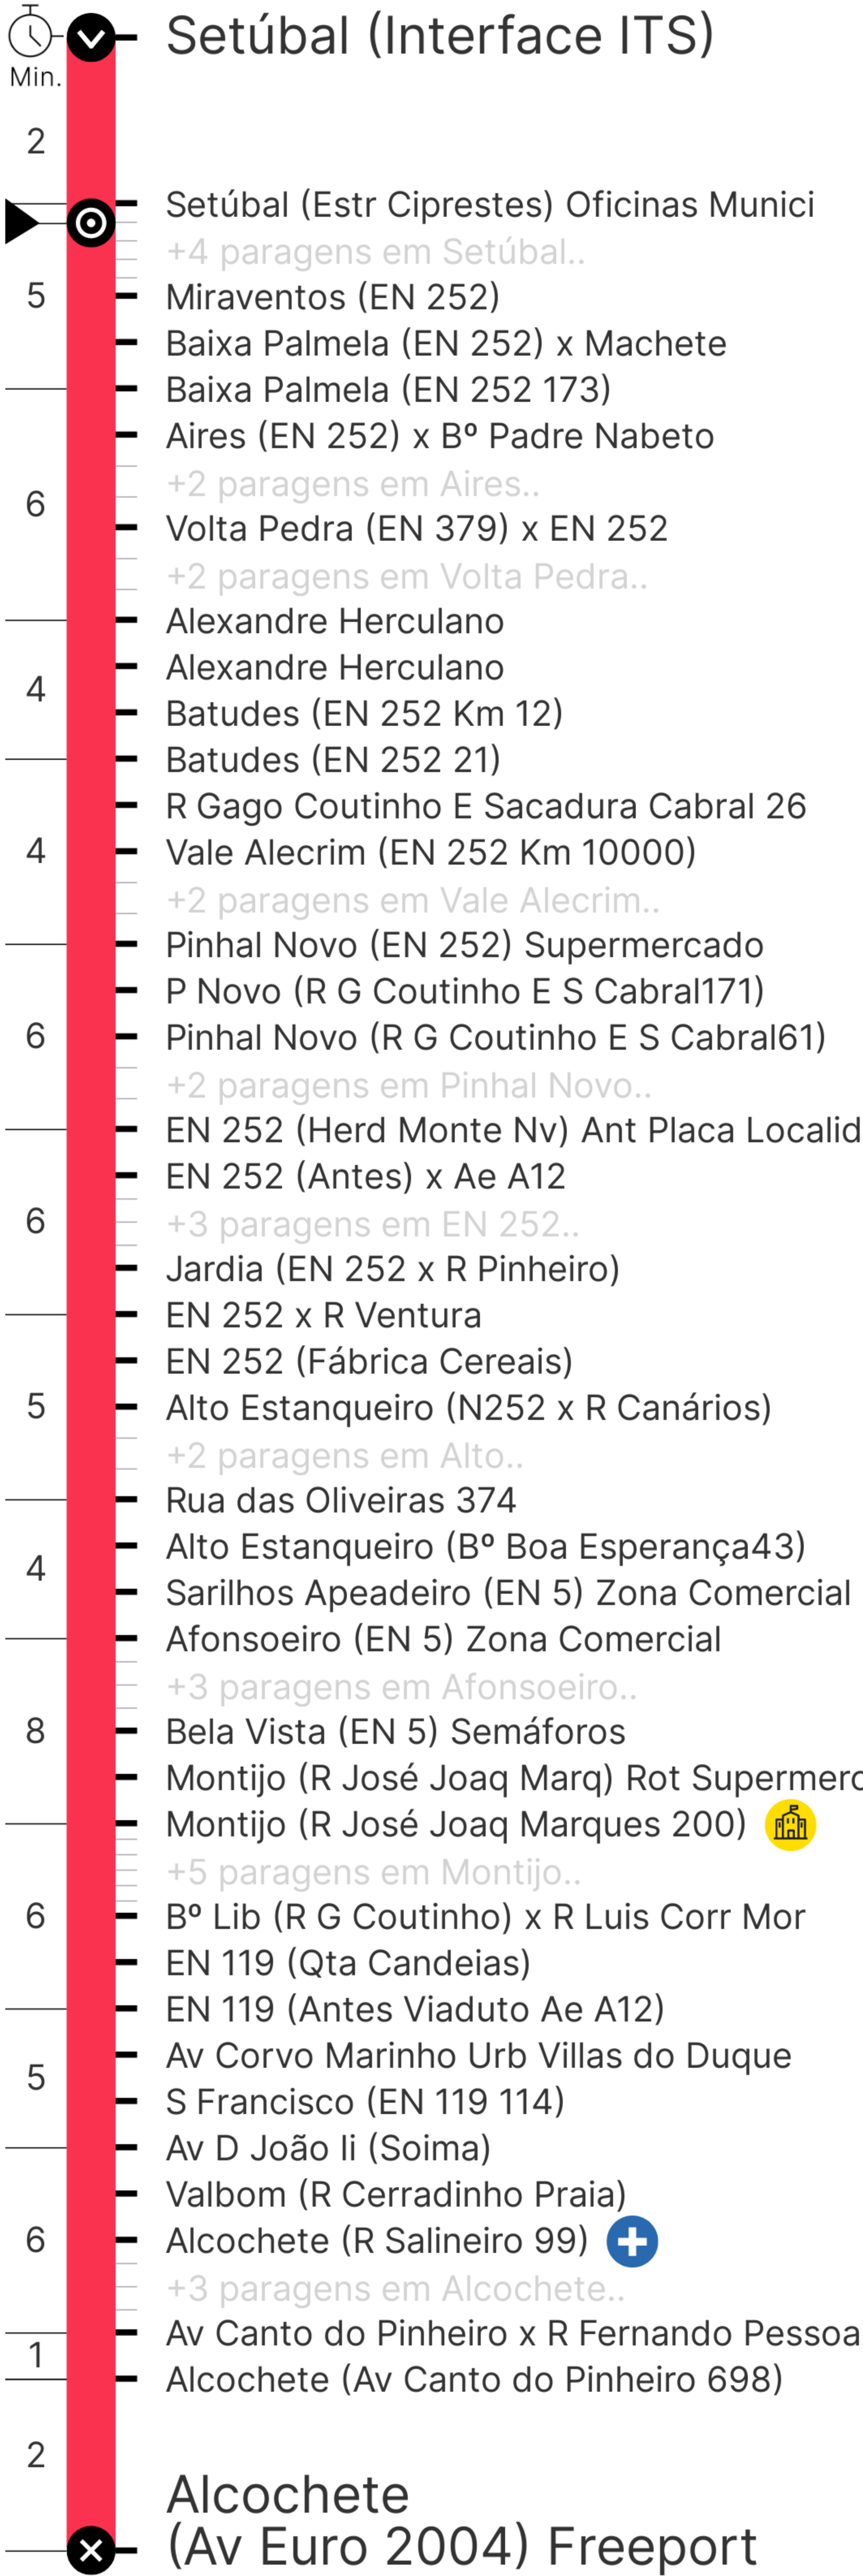 Setúbal (Interface ITS)
Min.
2
Setúbal (Estr Ciprestes) Oficinas Munici
+4 paragens em Setúbal..
5
Miraventos (EN 252)
Baixa Palmela (EN 252) x Machete
Baixa Palmela (EN 252 173)
Aires (EN 252) x Bº Padre Nabeto
+2 paragens em Aires..
6
Volta Pedra (EN 379) x EN 252
+2 paragens em Volta Pedra..
Alexandre Herculano
Alexandre Herculano
4
Batudes (EN 252 Km 12)
Batudes (EN 252 21)
R Gago Coutinho E Sacadura Cabral 26
4
Vale Alecrim (EN 252 Km 10000)
+2 paragens em Vale Alecrim..
Pinhal Novo (EN 252) Supermercado
P Novo (R G Coutinho E S Cabral171)
6
Pinhal Novo (R G Coutinho E S Cabral61)
+2 paragens em Pinhal Novo..
EN 252 (Herd Monte Nv) Ant Placa Localid
EN 252 (Antes) x Ae A12
6
+3 paragens em EN 252..
Jardia (EN 252 x R Pinheiro)
EN 252 x R Ventura
EN 252 (Fábrica Cereais)
5
Alto Estanqueiro (N252 x R Canários)
+2 paragens em Alto..
Rua das Oliveiras 374
Alto Estanqueiro (Bº Boa Esperança43)
4
Sarilhos Apeadeiro (EN 5) Zona Comercial
Afonsoeiro (EN 5) Zona Comercial
+3 paragens em Afonsoeiro..
8
Bela Vista (EN 5) Semáforos
Montijo (R José Joaq Marq) Rot Supermerc
Montijo (R José Joaq Marques 200)
+5 paragens em Montijo..
6
Bº Lib (R G Coutinho) x R Luis Corr Mor
EN 119 (Qta Candeias)
EN 119 (Antes Viaduto Ae A12)
Av Corvo Marinho Urb Villas do Duque
5
S Francisco (EN 119 114)
Av D João Ii (Soima)
Valbom (R Cerradinho Praia)
6
Alcochete (R Salineiro 99)
+3 paragens em Alcochete..
Av Canto do Pinheiro x R Fernando Pessoa
1
Alcochete (Av Canto do Pinheiro 698)
2
Alcochete
(Av Euro 2004) Freeport